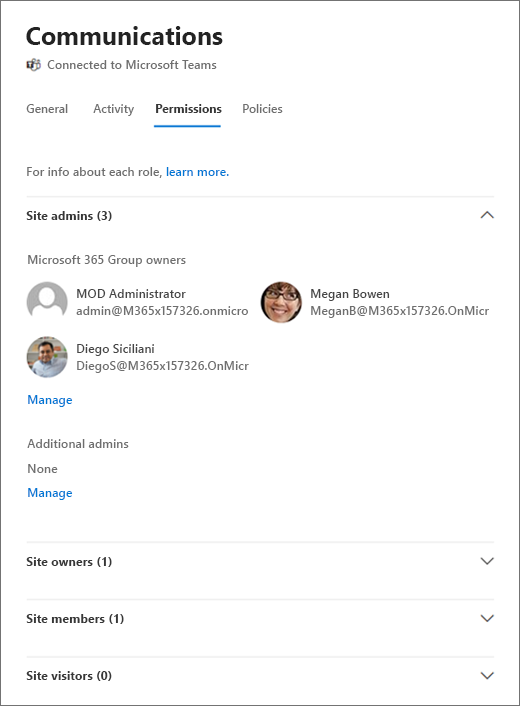 Communications
Connected to Microsoft Teams
General Activity Permissions Policies
For info about each role, learn more.
Site admins (3)
Microsoft 365 Group owners
MOD Administrator
admin@M365x157326.onmicro
Megan Bowen
MeganB@M365x157326.OnMicr
Diego Siciliani
DiegoS@M365x157326.OnMicr
Manage
Additional admins
None
Manage
Site owners (1)
Site members (1)
Site visitors (0)